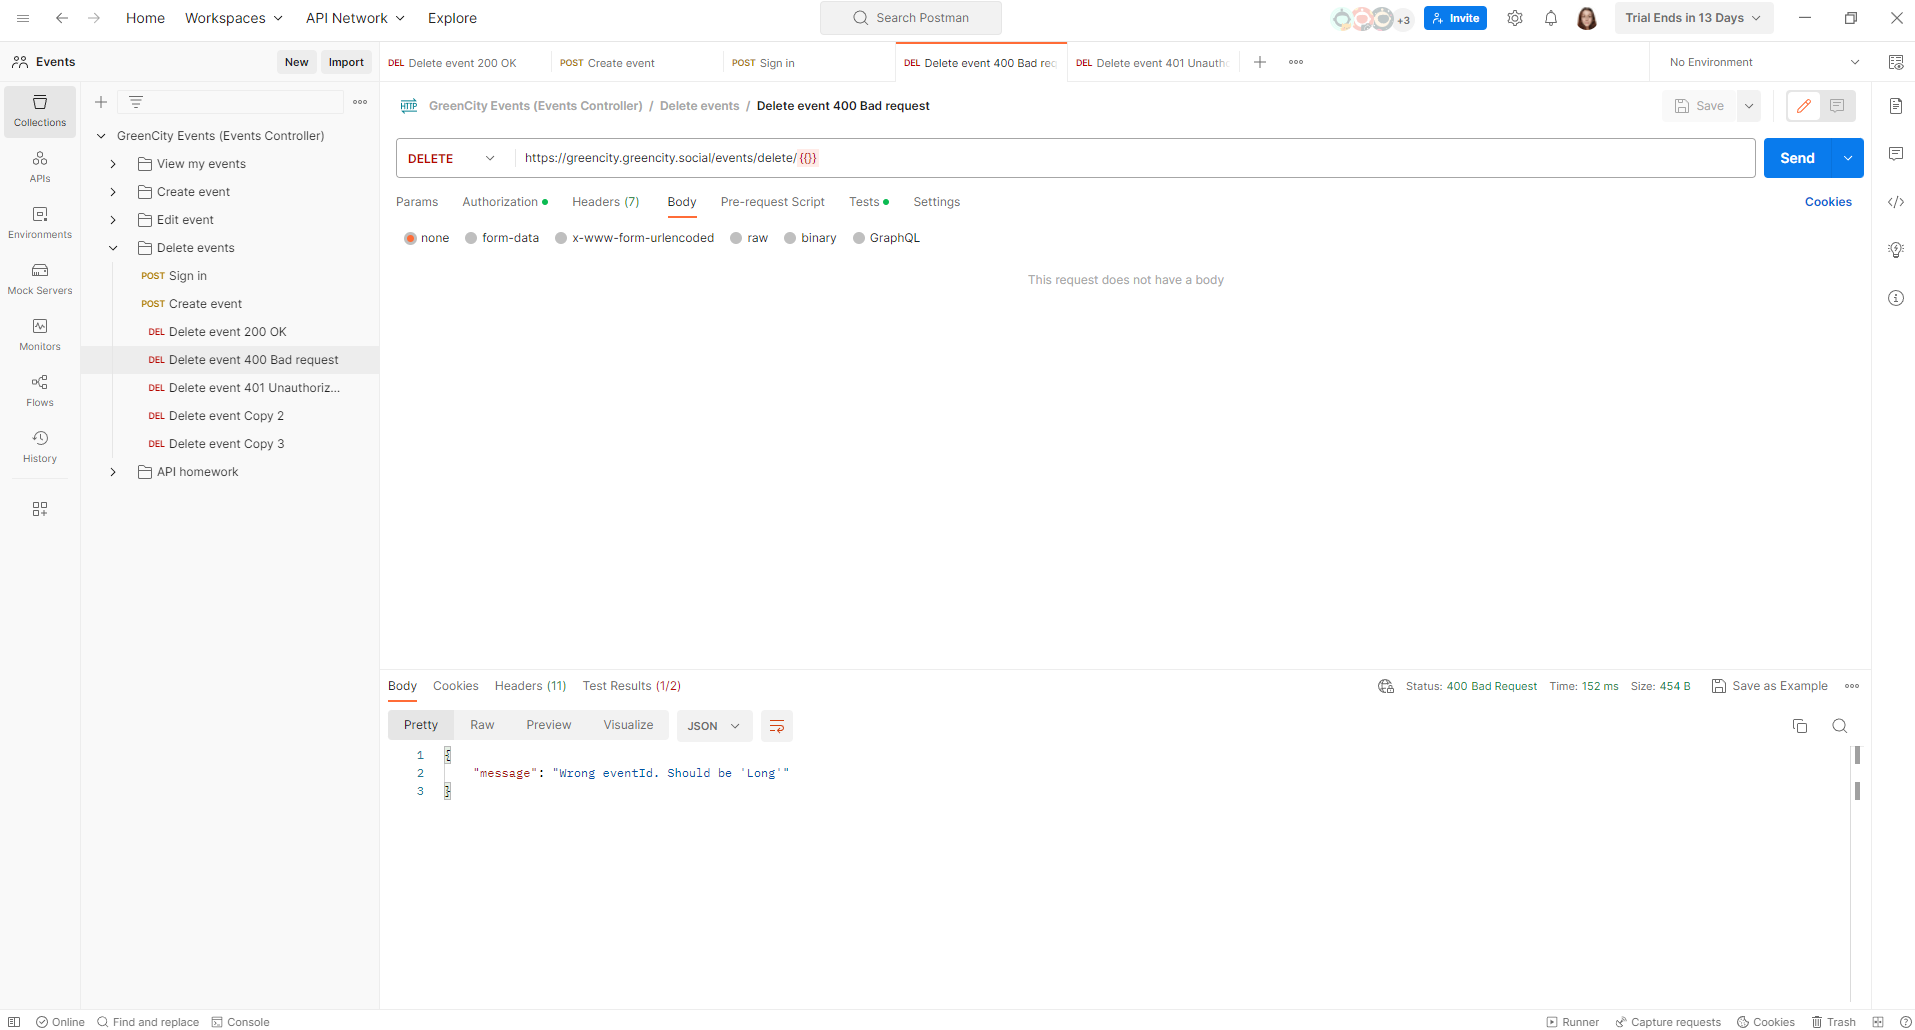 Home Workspaces API Network Explore Search Postman +3 Invite Trial Ends in 13 Days
Events New Import DEL Delete event 200 OK POST Create event POST Sign in DEL Delete event 400 Bad rec DEL Delete event 401 Unauth No Environment
Collections
APIs
Environments
Mock Servers
Monitors
Flows
History
GreenCity Events (Events Controller)
View my events
Create event
Edit event
Delete events
POST Sign in
POST Create event
DEL Delete event 200 OK
DEL Delete event 400 Bad request
DEL Delete event 401 Unauthoriz...
DEL Delete event Copy 2
DEL Delete event Copy 3
API homework
HTTP GreenCity Events (Events Controller) / Delete events / Delete event 400 Bad request Save
DELETE https://greencity.greencity.social/events/delete/{{}} Send
Params Authorization Headers (7) Body Pre-request Script Tests Settings Cookies
none form-data x-www-form-urlencoded raw binary GraphQL
This request does not have a body
Body Cookies Headers (11) Test Results (1/2) Status: 400 Bad Request Time: 152 ms Size: 454 B Save as Example
Pretty Raw Preview Visualize JSON
1 {
2 "message": "Wrong eventId. Should be 'Long'"
3 }
Online Find and replace Console Runner Capture requests Cookies Trash